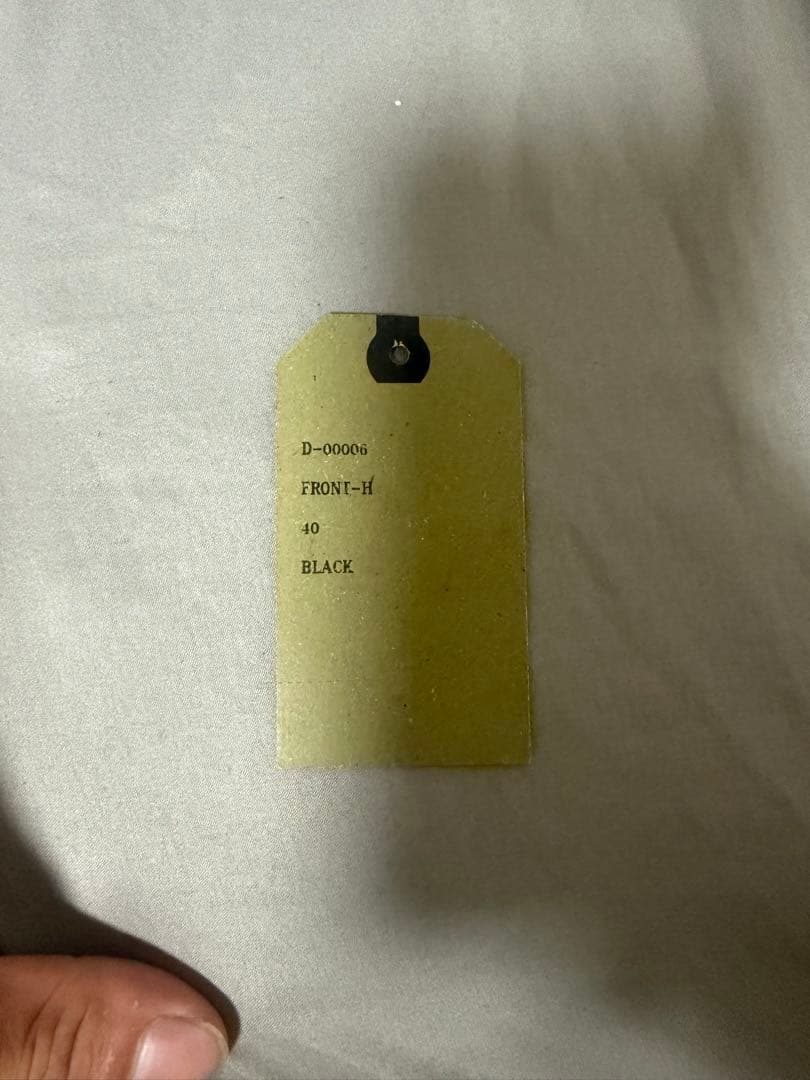 D-00006
FRONT-H
40
BLACK